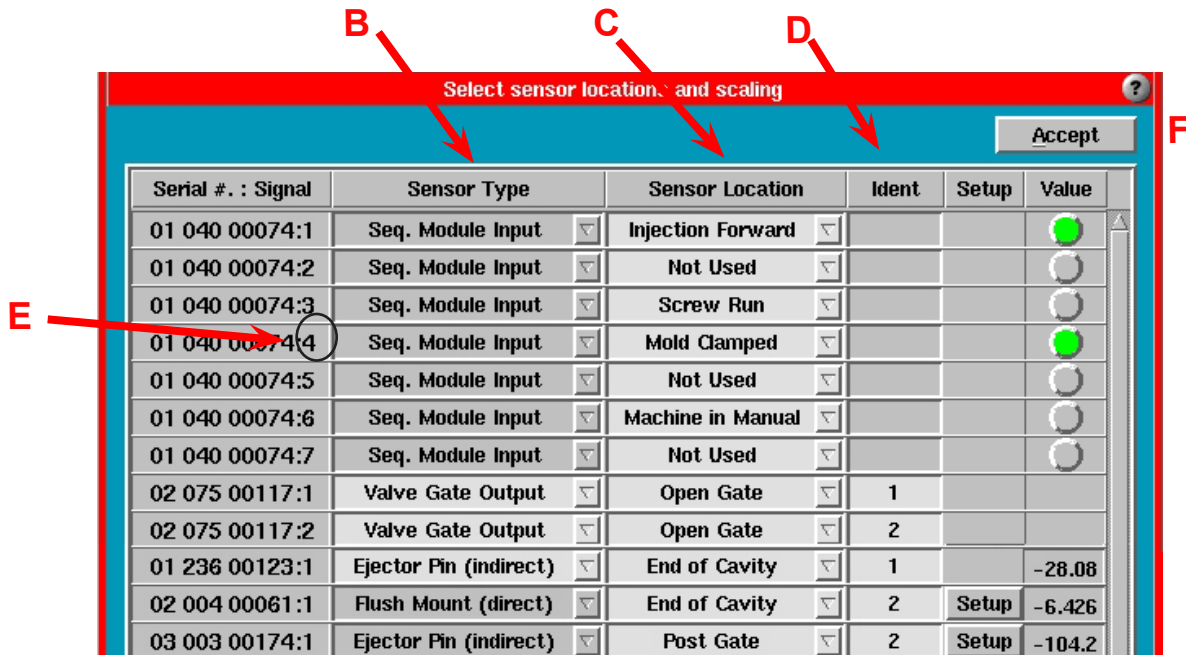 B C D
Select sensor locations and scaling ?
Accept F
Serial #. : Signal Sensor Type Sensor Location Ident Setup Value
01 040 00074:1 Seq. Module Input Injection Forward
01 040 00074:2 Seq. Module Input Not Used
01 040 00074:3 Seq. Module Input Screw Run
E
01 040 00074:4 Seq. Module Input Mold Clamped
01 040 00074:5 Seq. Module Input Not Used
01 040 00074:6 Seq. Module Input Machine in Manual
01 040 00074:7 Seq. Module Input Not Used
02 075 00117:1 Valve Gate Output Open Gate 1
02 075 00117:2 Valve Gate Output Open Gate 2
01 236 00123:1 Ejector Pin (indirect) End of Cavity 1 -28.08
02 004 00061:1 Flush Mount (direct) End of Cavity 2 Setup -6.426
03 003 00174:1 Ejector Pin (indirect) Post Gate 2 Setup -104.2